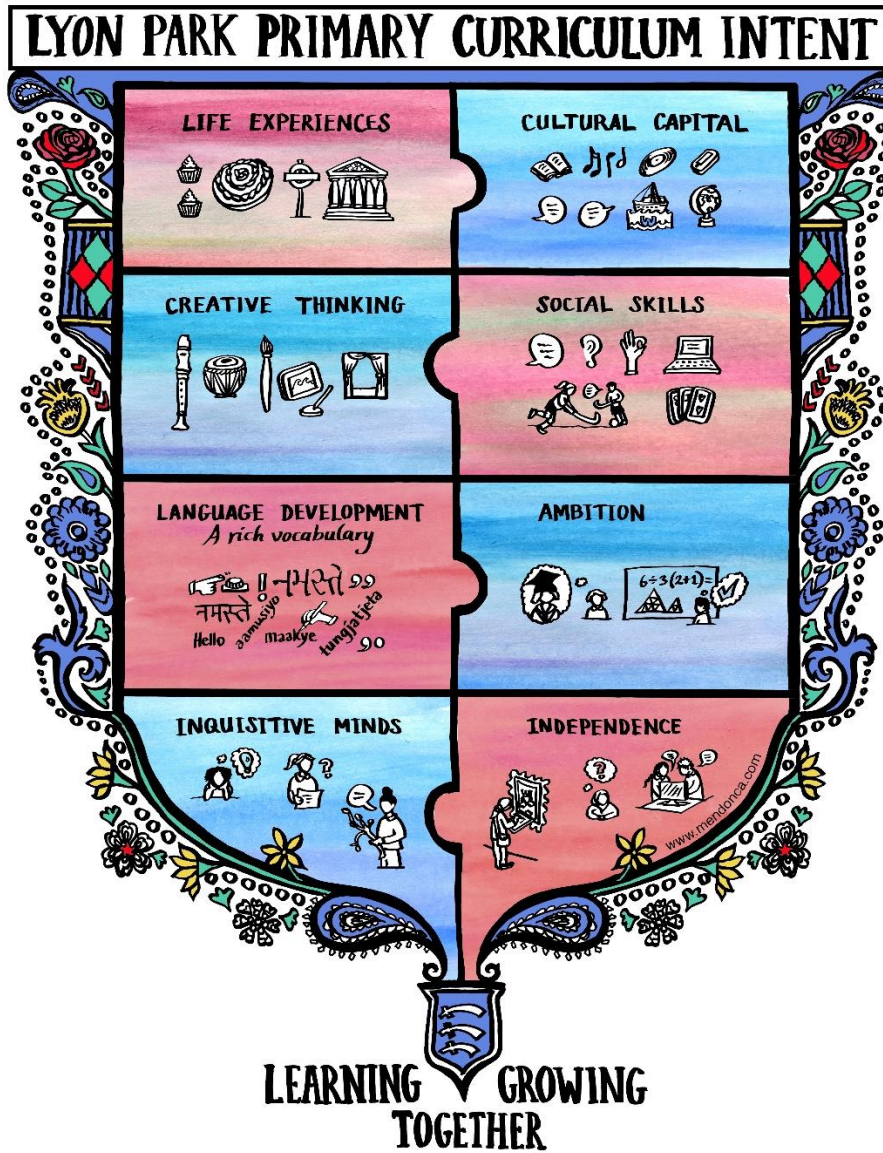 LYON PARK PRIMARY CURRICULUM INTENT
LIFE EXPERIENCES
CULTURAL CAPITAL
CREATIVE THINKING
SOCIAL SKILLS
LANGUAGE DEVELOPMENT
A rich vocabulary
! नमस्ते ,,
नमस्ते
aamusiyo
Hello
maakye
tungjatjeta
AMBITION
6÷3(2+1)=
INQUISITIVE MINDS
?
INDEPENDENCE
?
www.mendonca.com
LEARNING GROWING
TOGETHER